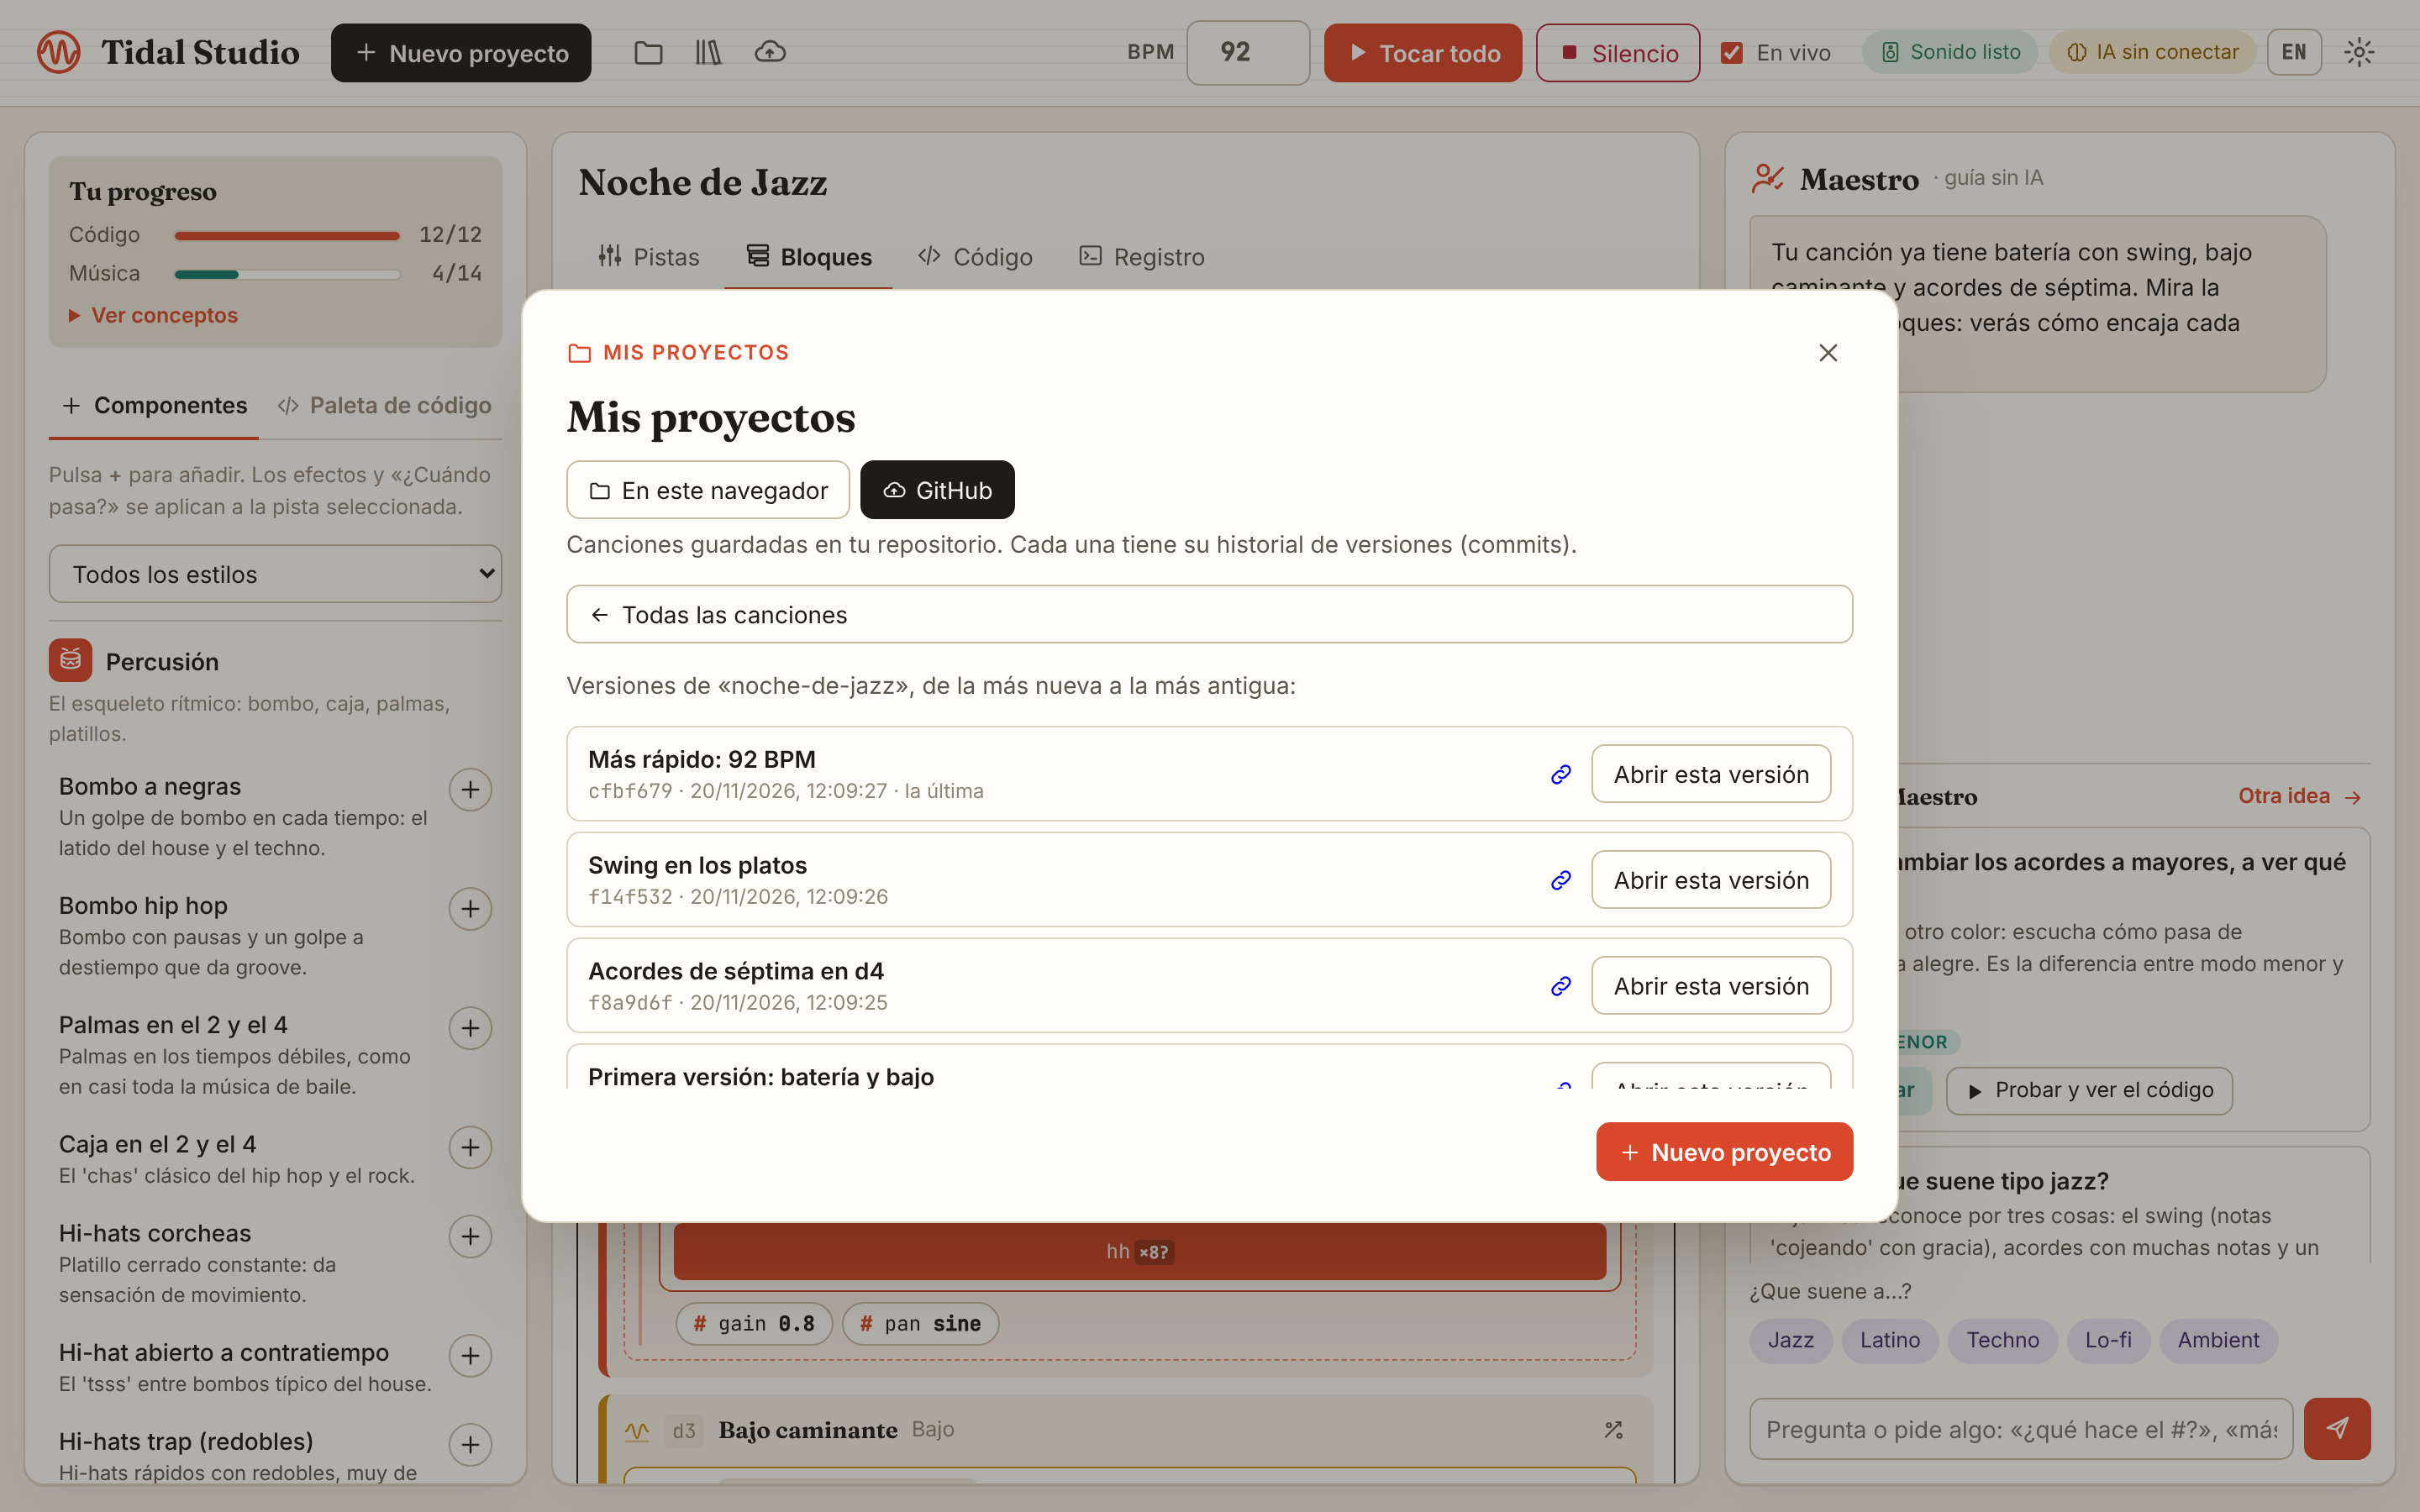 Tidal Studio
Nuevo proyecto
BPM 92
Tocar todo
Silencio
En vivo
Sonido listo
IA sin conectar
EN
Tu progreso
Código 12/12
Música 4/14
Ver conceptos
Componentes
Paleta de código
Pulsa + para añadir. Los efectos y «¿Cuándo
pasa?» se aplican a la pista seleccionada.
Todos los estilos
Percusión
El esqueleto rítmico: bombo, caja, palmas,
platillos.
Bombo a negras
Un golpe de bombo en cada tiempo: el
latido del house y el techno.
Bombo hip hop
Bombo con pausas y un golpe a
destiempo que da groove.
Palmas en el 2 y el 4
Palmas en los tiempos débiles, como
en casi toda la música de baile.
Caja en el 2 y el 4
El 'chas' clásico del hip hop y el rock.
Hi-hats corcheas
Platillo cerrado constante: da
sensación de movimiento.
Hi-hat abierto a contratiempo
El 'tsss' entre bombos típico del house.
Hi-hats trap (redobles)
Hi-hats rápidos con redobles, muy de
Noche de Jazz
Pistas
Bloques
Código
Registro
MIS PROYECTOS
Mis proyectos
En este navegador
GitHub
Canciones guardadas en tu repositorio. Cada una tiene su historial de versiones (commits).
← Todas las canciones
Versiones de «noche-de-jazz», de la más nueva a la más antigua:
Más rápido: 92 BPM
cfbf679 · 20/11/2026, 12:09:27 · la última
Abrir esta versión
Swing en los platos
f14f532 · 20/11/2026, 12:09:26
Abrir esta versión
Acordes de séptima en d4
f8a9d6f · 20/11/2026, 12:09:25
Abrir esta versión
Primera versión: batería y bajo
Abrir esta versión
Nuevo proyecto
hh ×8?
# gain 0.8
# pan sine
d3 Bajo caminante Bajo
Maestro · guía sin IA
Tu canción ya tiene batería con swing, bajo
caminante y acordes de séptima. Mira la
verás cómo encaja cada
Maestro
Otra idea →
los acordes a mayores, a ver qué
otro color: escucha cómo pasa de
alegre. Es la diferencia entre modo menor y
Probar y ver el código
suene tipo jazz?
por tres cosas: el swing (notas
'cojeando' con gracia), acordes con muchas notas y un
¿Que suene a...?
Jazz
Latino
Techno
Lo-fi
Ambient
Pregunta o pide algo: «¿qué hace el #?», «más